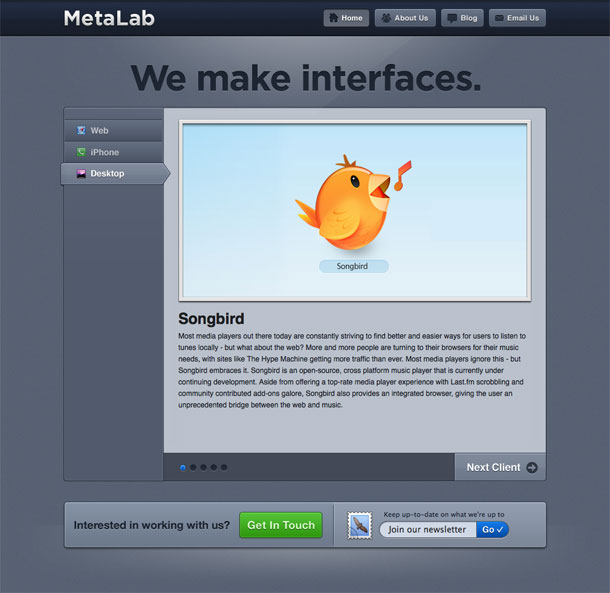 MetaLab
Home
About Us
Blog
Email Us
We make interfaces.
Web
iPhone
Desktop
Songbird
Songbird
Most media players out there today are constantly striving to find better and easier ways for users to listen to
tunes locally - but what about the web? More and more people are turning to their browsers for their music
needs, with sites like The Hype Machine getting more traffic than ever. Most media players ignore this - but
Songbird embraces it. Songbird is an open-source, cross platform music player that is currently under
continuing development. Aside from offering a top-rate media player experience with Last.fm scrobbling and
community contributed add-ons galore, Songbird also provides an integrated browser, giving the user an
unprecedented bridge between the web and music.
Next Client
Interested in working with us?
Get In Touch
Keep up-to-date on what we're up to
Join our newsletter
Go ✓